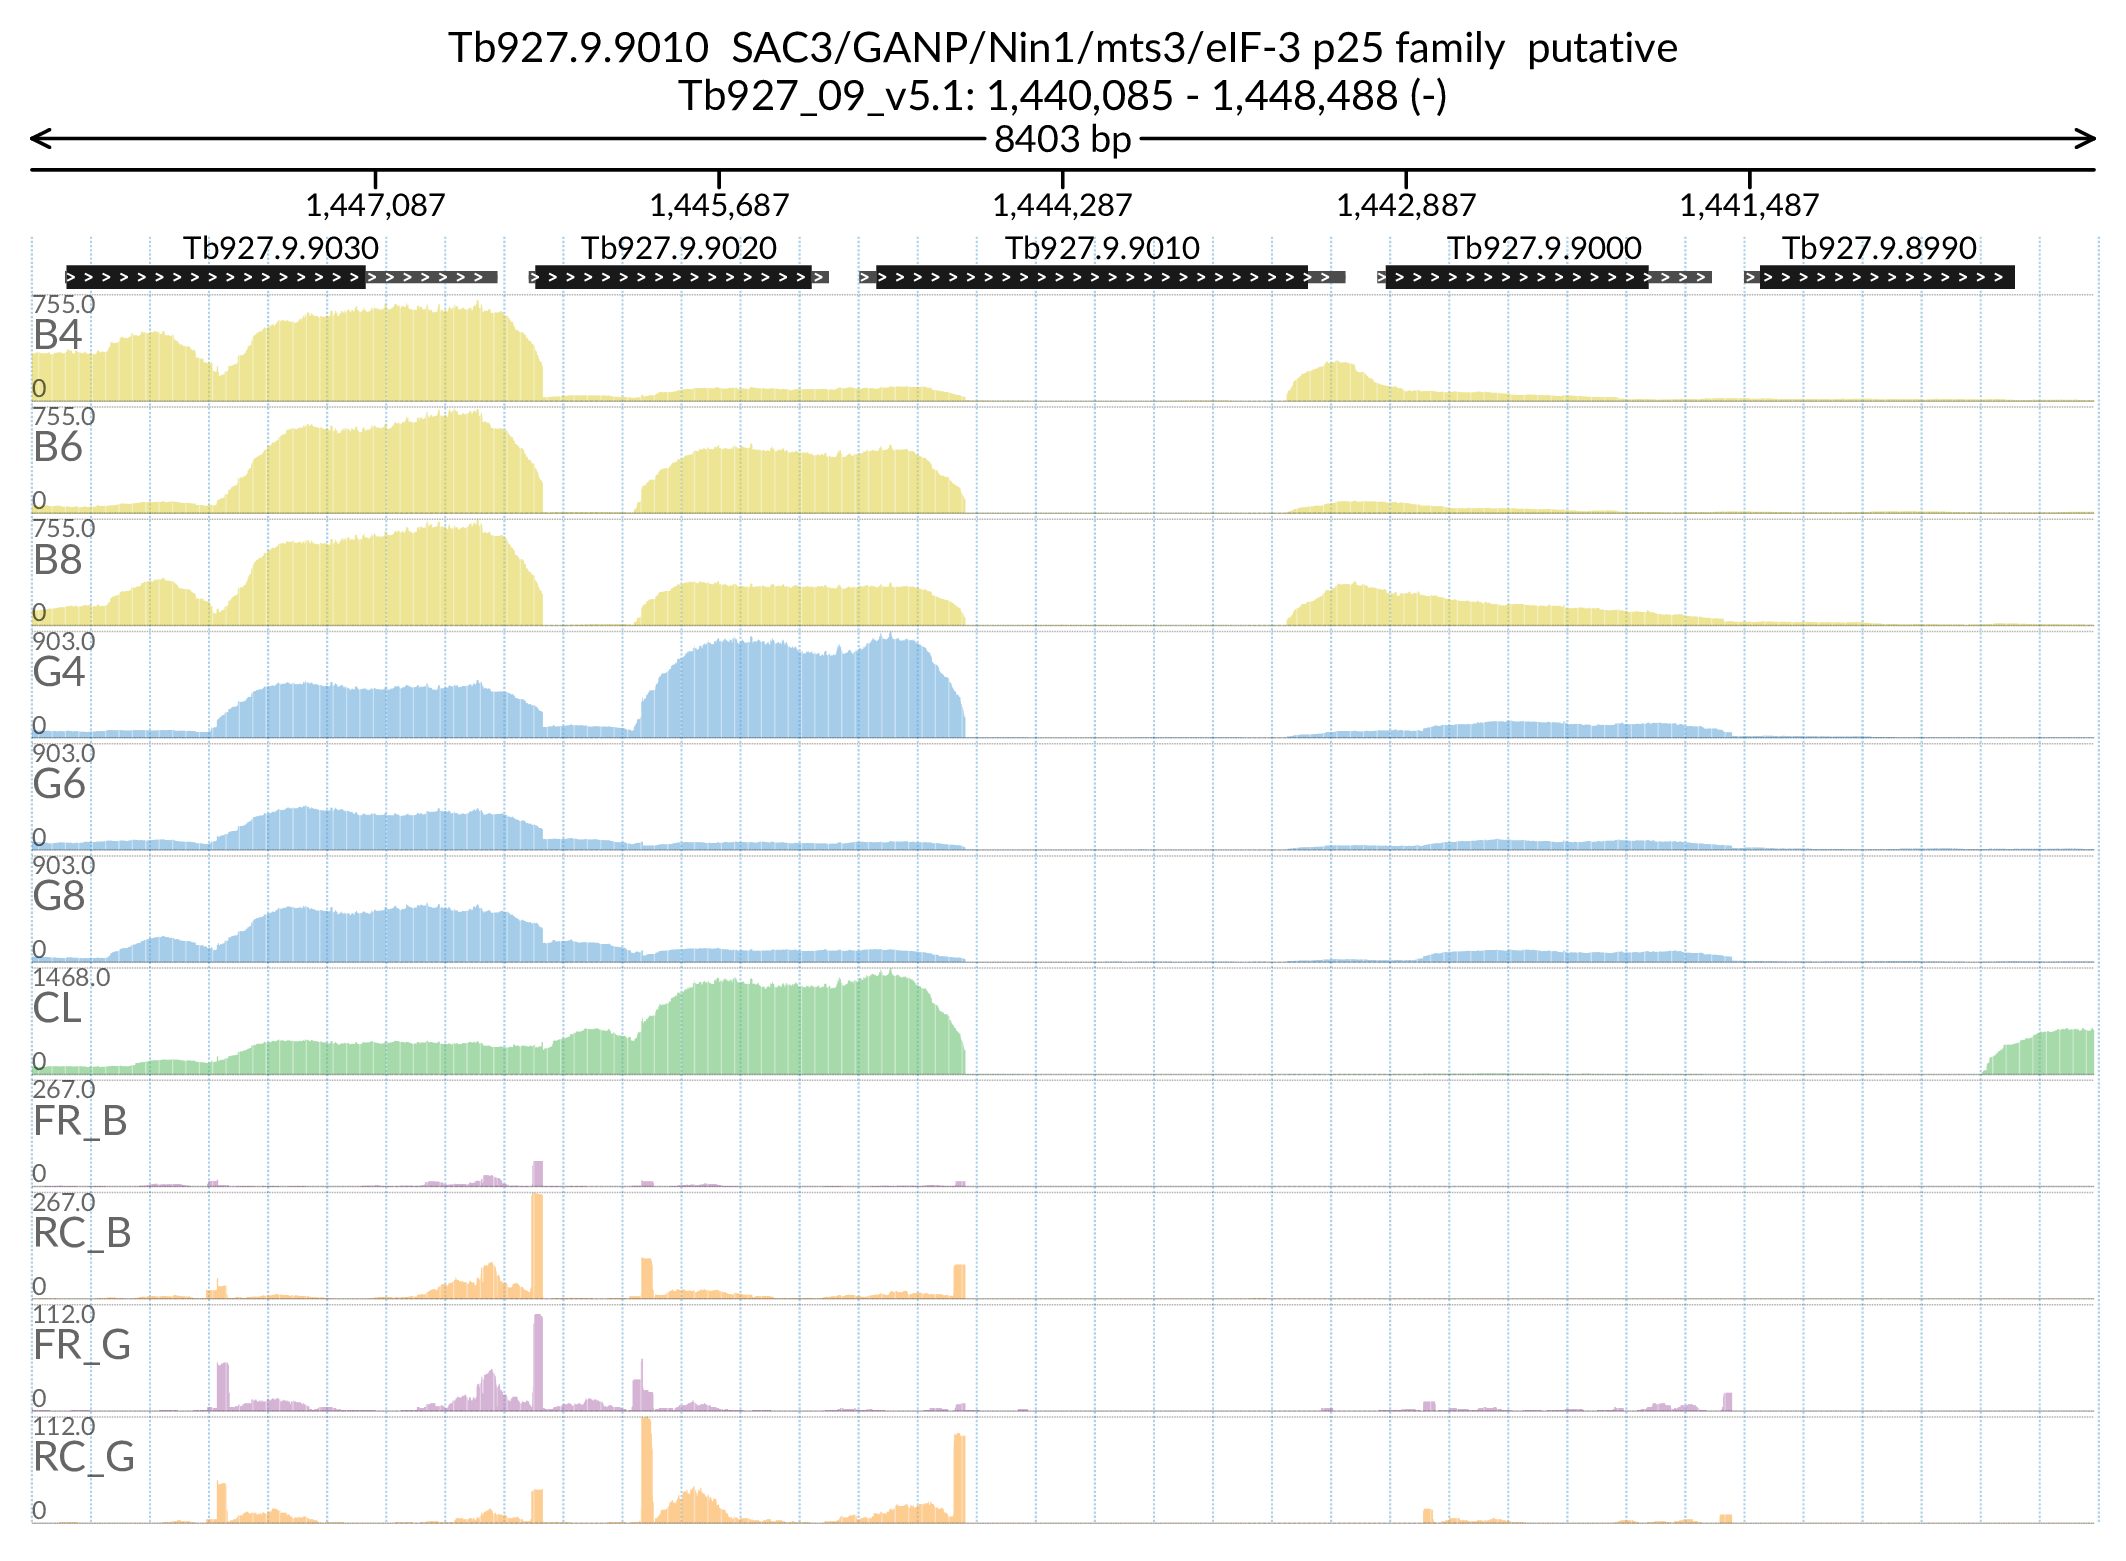 Tb927.9.9010  SAC3/GANP/Nin1/mts3/eIF-3 p25 family  putative
Tb927_09_v5.1: 1,440,085 - 1,448,488 (-)
8403 bp
1,447,087 1,445,687 1,444,287 1,442,887 1,441,487
Tb927.9.9030 Tb927.9.9020 Tb927.9.9010 Tb927.9.9000 Tb927.9.8990
755.0
B4
0
755.0
B6
0
755.0
B8
0
903.0
G4
0
903.0
G6
0
903.0
G8
0
1468.0
CL
0
267.0
FR_B
0
267.0
RC_B
0
112.0
FR_G
0
112.0
RC_G
0